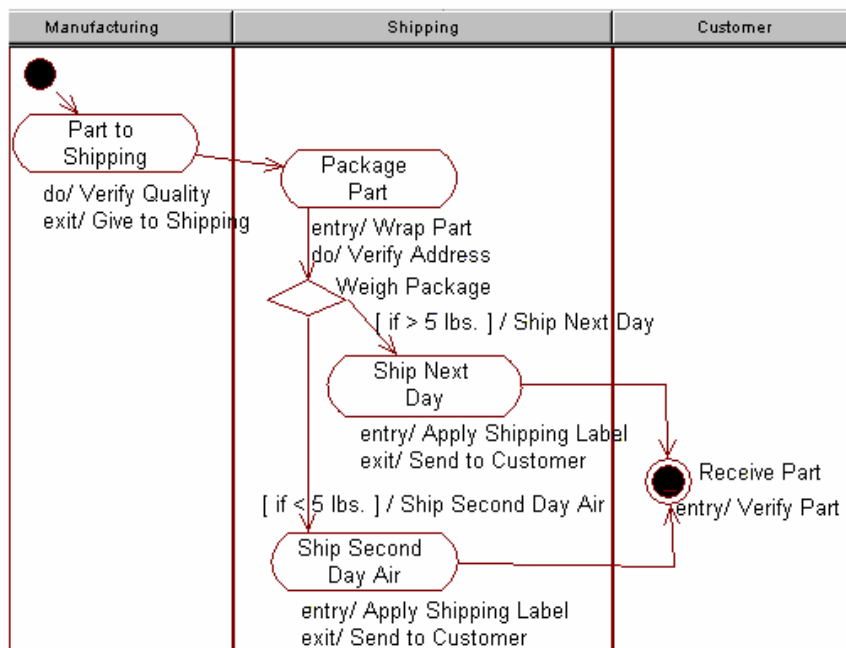 Manufacturing
Shipping
Customer
Part to
Shipping
do/ Verify Quality
exit/ Give to Shipping
Package
Part
entry/ Wrap Part
do/ Verify Address
Weigh Package
[ if > 5 lbs. ] / Ship Next Day
Ship Next
Day
entry/ Apply Shipping Label
exit/ Send to Customer
Receive Part
entry/ Verify Part
[ if < 5 lbs. ] / Ship Second Day Air
Ship Second
Day Air
entry/ Apply Shipping Label
exit/ Send to Customer